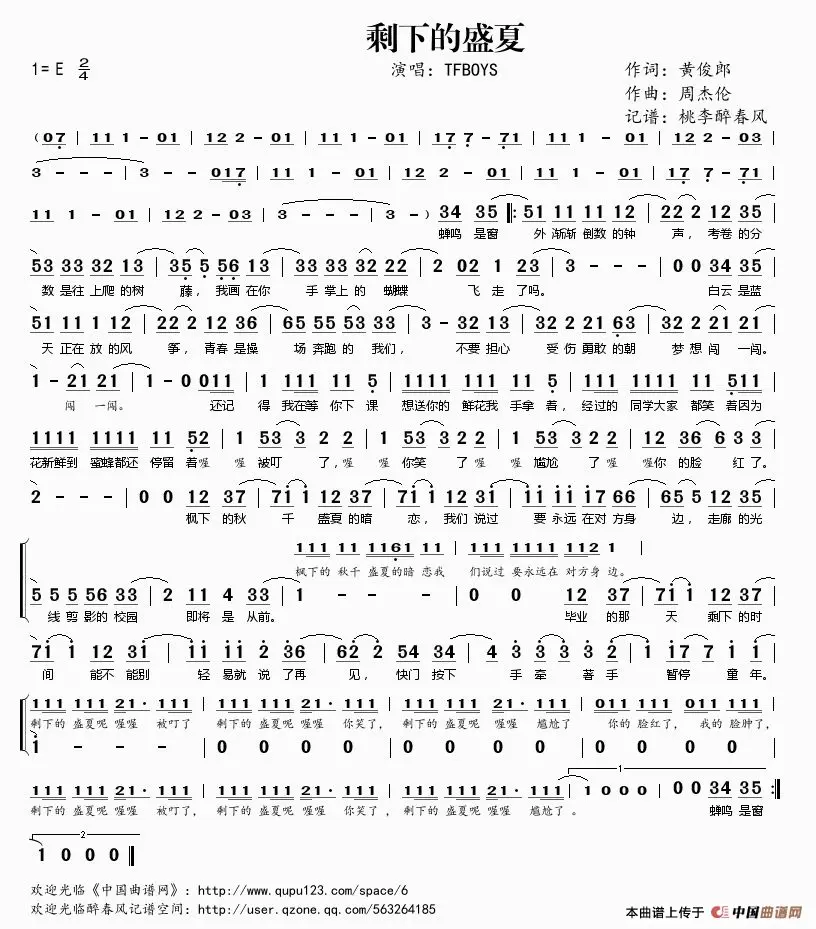 剩下的盛夏
1= E 2/4
演唱：TFBOYS
作词：黄俊郎
作曲：周杰伦
记谱：桃李醉春风
（07 | 11 1 - 01 | 12 2 - 01 | 11 1 - 01 | 17 7 - 71 | 11 1 - 01 | 12 2 - 03 |
3 - - - | 3 - - 017 | 11 1 - 01 | 12 2 - 01 | 11 1 - 01 | 17 7 - 71 |
11 1 - 01 | 12 2 - 03 | 3 - - - | 3 - - ）34 35 ‖: 51 11 11 12 | 22 2 12 35 |
蝉鸣 是窗 外 渐渐 倒数 的钟 声，考卷 的分
53 33 32 13 | 35 5 56 13 | 33 33 32 22 | 2 02 1 23 | 3 - - - | 0 0 33 35 |
数 是往 上爬 的树 藤，我画 在你 手 掌上 的 蝴蝶 飞 走 了吗。 白云 是蓝
51 11 1 12 | 22 2 12 36 | 65 55 53 33 | 3 - 32 13 | 32 2 21 63 | 32 2 21 21 |
天 正在 放 的风 筝，青春 是操 场 奔跑 的 我们， 不要 担心 受伤 勇敢 的朝 梦 想 闯 一闯。
1 - 21 21 | 1 - 0 011 | 1 111 11 5 | 1111 1111 11 1 | 1111 1111 11 511 |
闯 一闯。 还记 得 我在等 你下 课 想送你的 鲜花我 手拿 着，经过的 同学大家 都笑 着因为
1111 1111 11 52 | 1 53 3 2 | 2 1 53 3 2 | 2 1 53 3 2 | 2 12 36 6 3 3 |
花新鲜到 蜜蜂都还 停留 着喔 喔 被叮 了，喔 喔 你笑 了 喔 喔 尴尬 了 喔 喔你 的脸 红了。
2 - - - | 0 0 12 37 | 71 1 12 37 | 71 1 12 31 | 11 11 17 66 | 65 5 12 35 |
枫下 的秋 千 盛夏 的暗 恋，我们 说过 要 永远 在对 方身 边，走廊 的光
111 11 1161 11 | 111 111 112 1 |
枫下的 秋千 盛夏的暗 恋我 们说过 要永远在 对方身 边。
5 5 5 56 33 | 2 11 4 33 | 1 - - - | 0 0 12 37 | 71 1 12 37 |
线 剪 影 的 校园 即将 是 从前。 毕业 的那 天 剩下 的时
71 1 12 31 | 11 11 2 36 | 62 2 54 34 | 4 3 3 3 2 | 1 17 7 1 1 |
间 能不 能别 轻 易就 说 了再 见，快门 按下 手 牵 著 手 暂停 童 年。
111 111 21· 111 | 111 111 21· 111 | 111 111 21· 111 | 011 111 111 111 |
剩下的 盛夏呢 喔喔 被叮了 剩下的 盛夏呢 喔喔 你笑了，剩下的 盛夏呢 喔喔 尴尬了 你的 脸红了，我的 脸肿了，
1 - - - | 0 0 0 0 | 0 0 0 0 | 0 0 0 0 |
111 111 21· 111 | 111 111 21· 111 | 111 111 21· 111 | 1 0 0 0 | 0 0 34 35 :‖
剩下的 盛夏呢 喔喔 被叮了，剩下的 盛夏呢 喔喔 你笑了，剩下的 盛夏呢 喔喔 尴尬了。 蝉鸣 是窗
1 0 0 0 ‖
欢迎光临《中国曲谱网》：http://www.qupu123.com/space/6
欢迎光临醉春风记谱空间：http://user.qzone.qq.com/563264185
本曲谱上传于 中国曲谱网